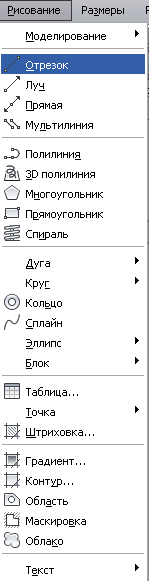 Рисование Размеры
Моделирование
Отрезок
Луч
Прямая
Мультилиния
Полилиния
3D полилиния
Многоугольник
Прямоугольник
Спираль
Дуга
Круг
Кольцо
Сплайн
Эллипс
Блок
Таблица...
Точка
Штриховка...
Градиент...
Контур...
Область
Маскировка
Облако
Текст